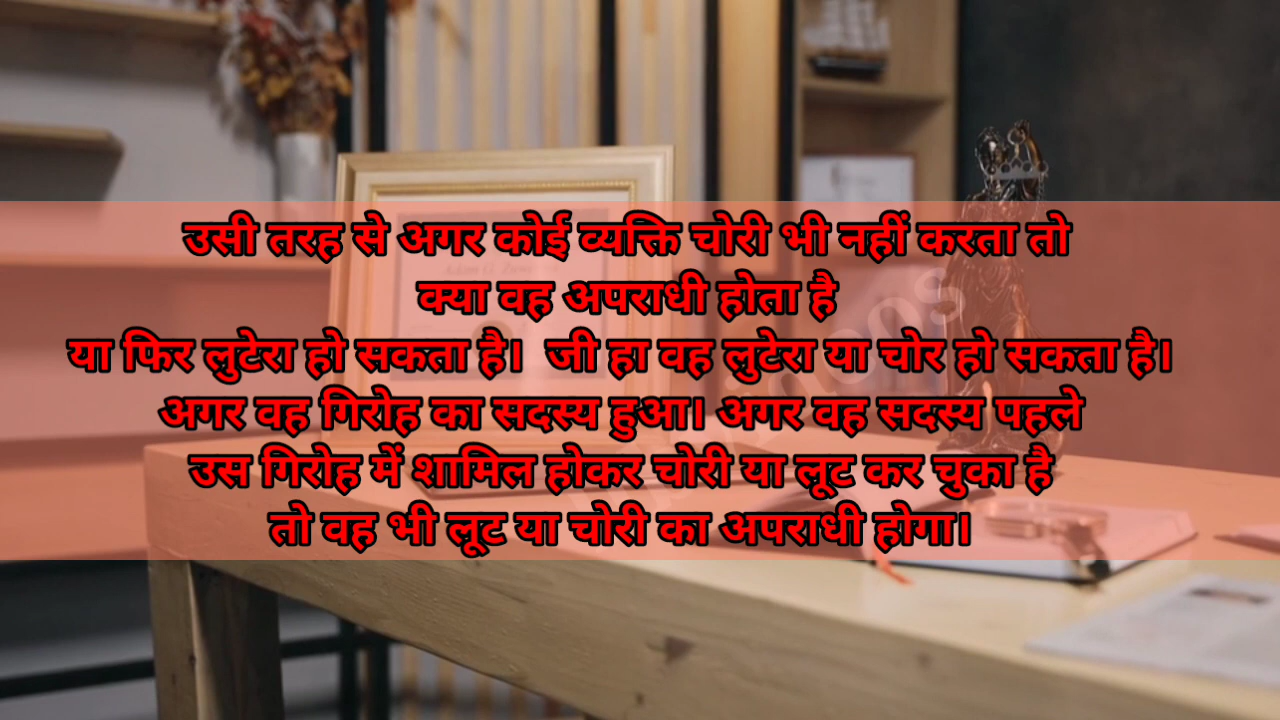 उसी तरह से अगर कोई व्यक्ति चोरी भी नहीं करता तो
क्या वह अपराधी होता है
या फिर लुटेरा हो सकता है। जी हा वह लुटेरा या चोर हो सकता है।
अगर वह गिरोह का सदस्य हुआ। अगर वह सदस्य पहले
उस गिरोह में शामिल होकर चोरी या लूट कर चुका है
तो वह भी लूट या चोरी का अपराधी होगा।